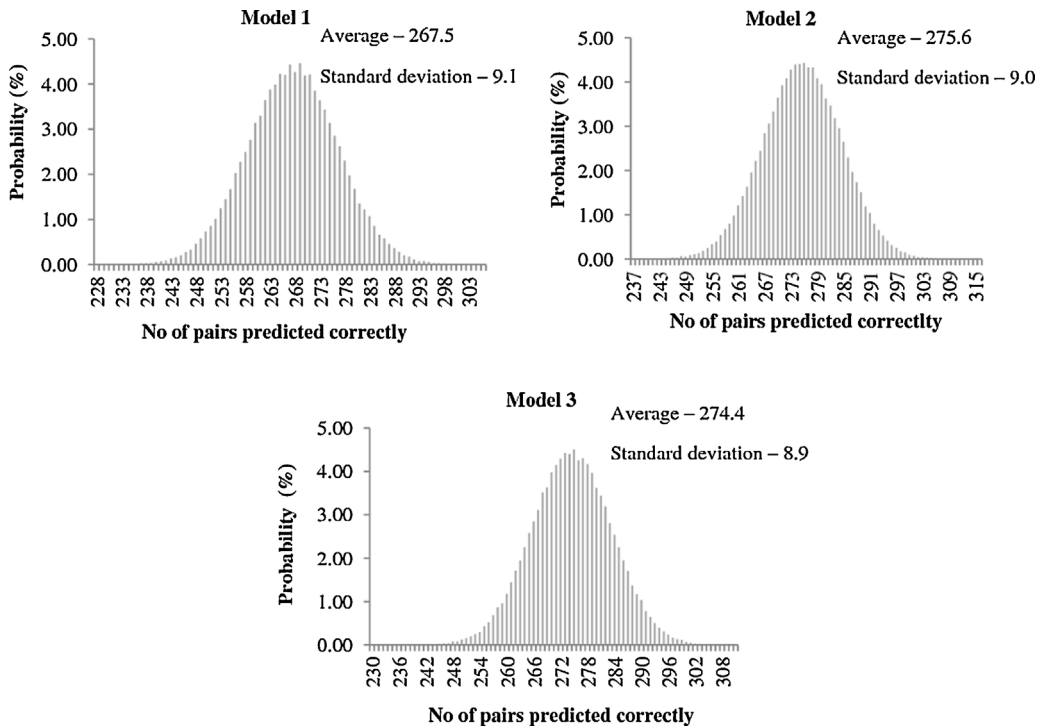 Model 1
Average – 267.5
Standard deviation – 9.1
Probability (%)
5.00
4.00
3.00
2.00
1.00
0.00
228 233 238 243 248 253 258 263 268 273 278 283 288 293 298 303
No of pairs predicted correctly
Model 2
Average – 275.6
Standard deviation – 9.0
Probability (%)
5.00
4.00
3.00
2.00
1.00
0.00
237 243 249 255 261 267 273 279 285 291 297 303 309 315
No of pairs predicted correctlty
Model 3
Average – 274.4
Standard deviation – 8.9
Probability (%)
5.00
4.00
3.00
2.00
1.00
0.00
230 236 242 248 254 260 266 272 278 284 290 296 302 308
No of pairs predicted correctly